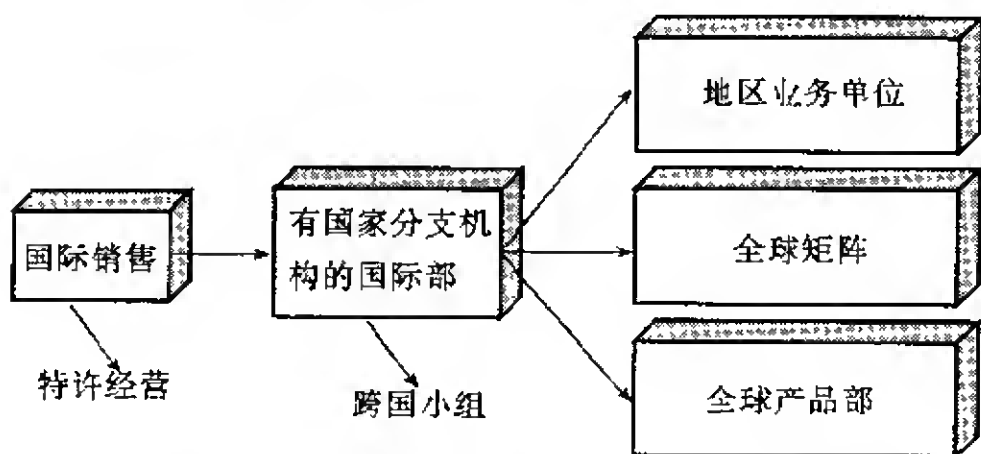 国际销售
特许经营
有国家分支机
构的国际部
跨国小组
地区业务单位
全球矩阵
全球产品部